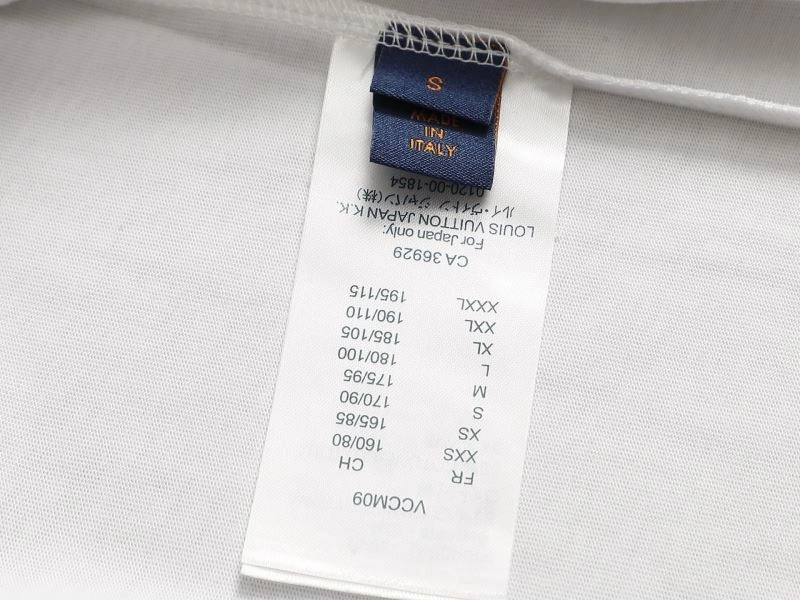 S
MADE
IN
ITALY
VCCM09
FR CH
XXS 160/80
XS 165/85
S 170/90
M 175/95
L 180/100
XL 185/105
XXL 190/110
XXXL 195/115
CA 36929
For Japan only:
LOUIS VUITTON JAPAN K.K.
ルイ・ヴィトン ジャパン(株)
0120-00-1854